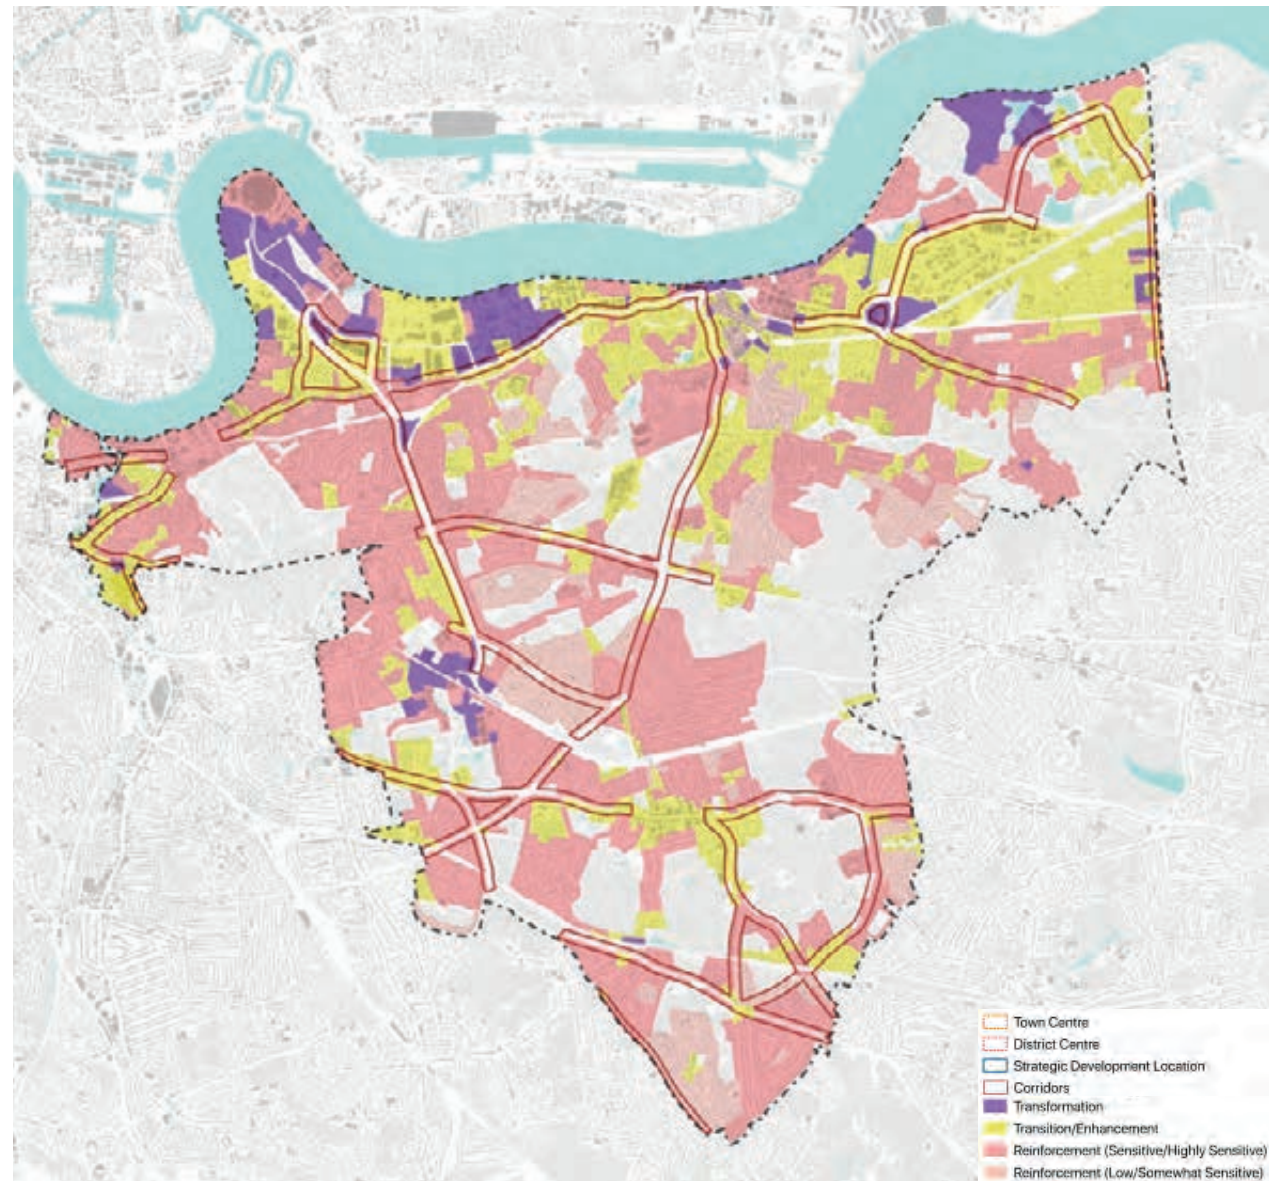 Town Centre
District Centre
Strategic Development Location
Corridors
Transformation
Transition/Enhancement
Reinforcement (Sensitive/Highly Sensitive)
Reinforcement (Low/Somewhat Sensitive)